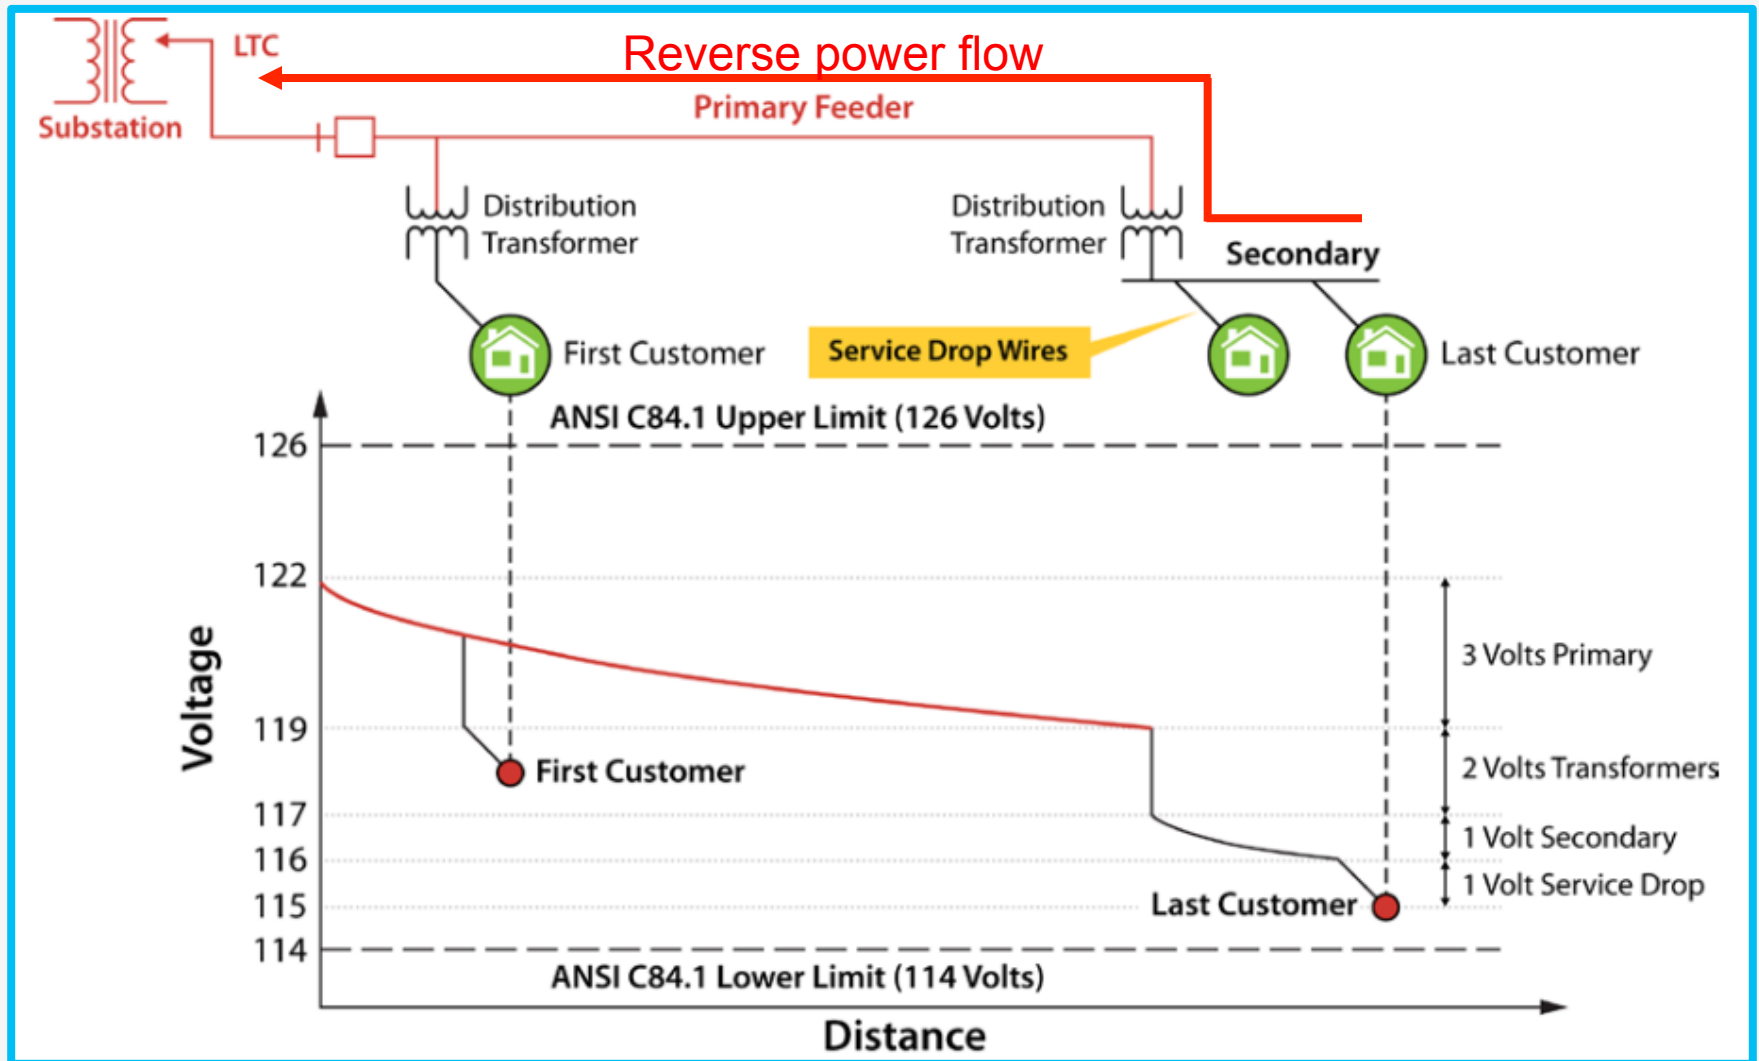 LTC
Reverse power flow
Substation
Primary Feeder
Distribution
Transformer
Distribution
Transformer
Secondary
First Customer
Service Drop Wires
Last Customer
ANSI C84.1 Upper Limit (126 Volts)
126
122
3 Volts Primary
119
First Customer
2 Volts Transformers
117
1 Volt Secondary
116
1 Volt Service Drop
115
Last Customer
114
ANSI C84.1 Lower Limit (114 Volts)
Voltage
Distance